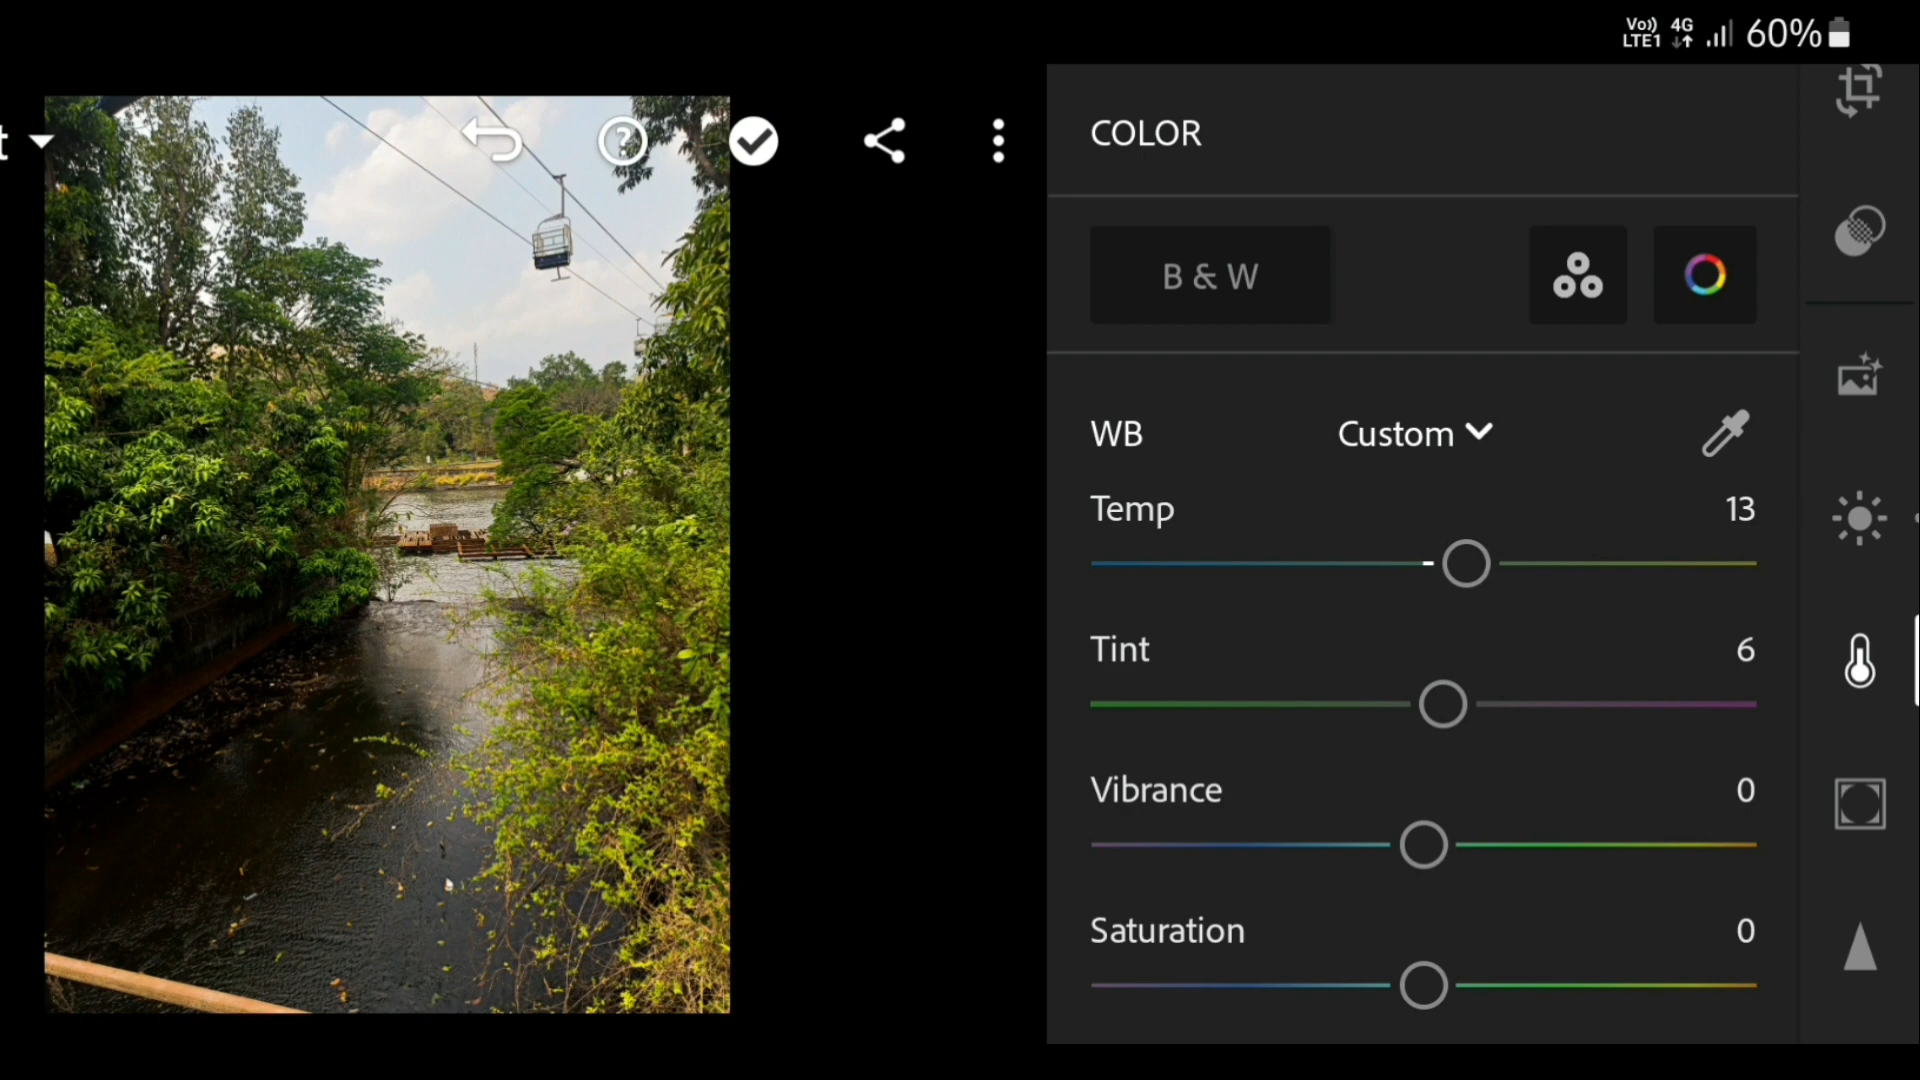 Vo)) LTE1 4G 60%
t
COLOR
B & W
WB Custom
Temp 13
Tint 6
Vibrance 0
Saturation 0